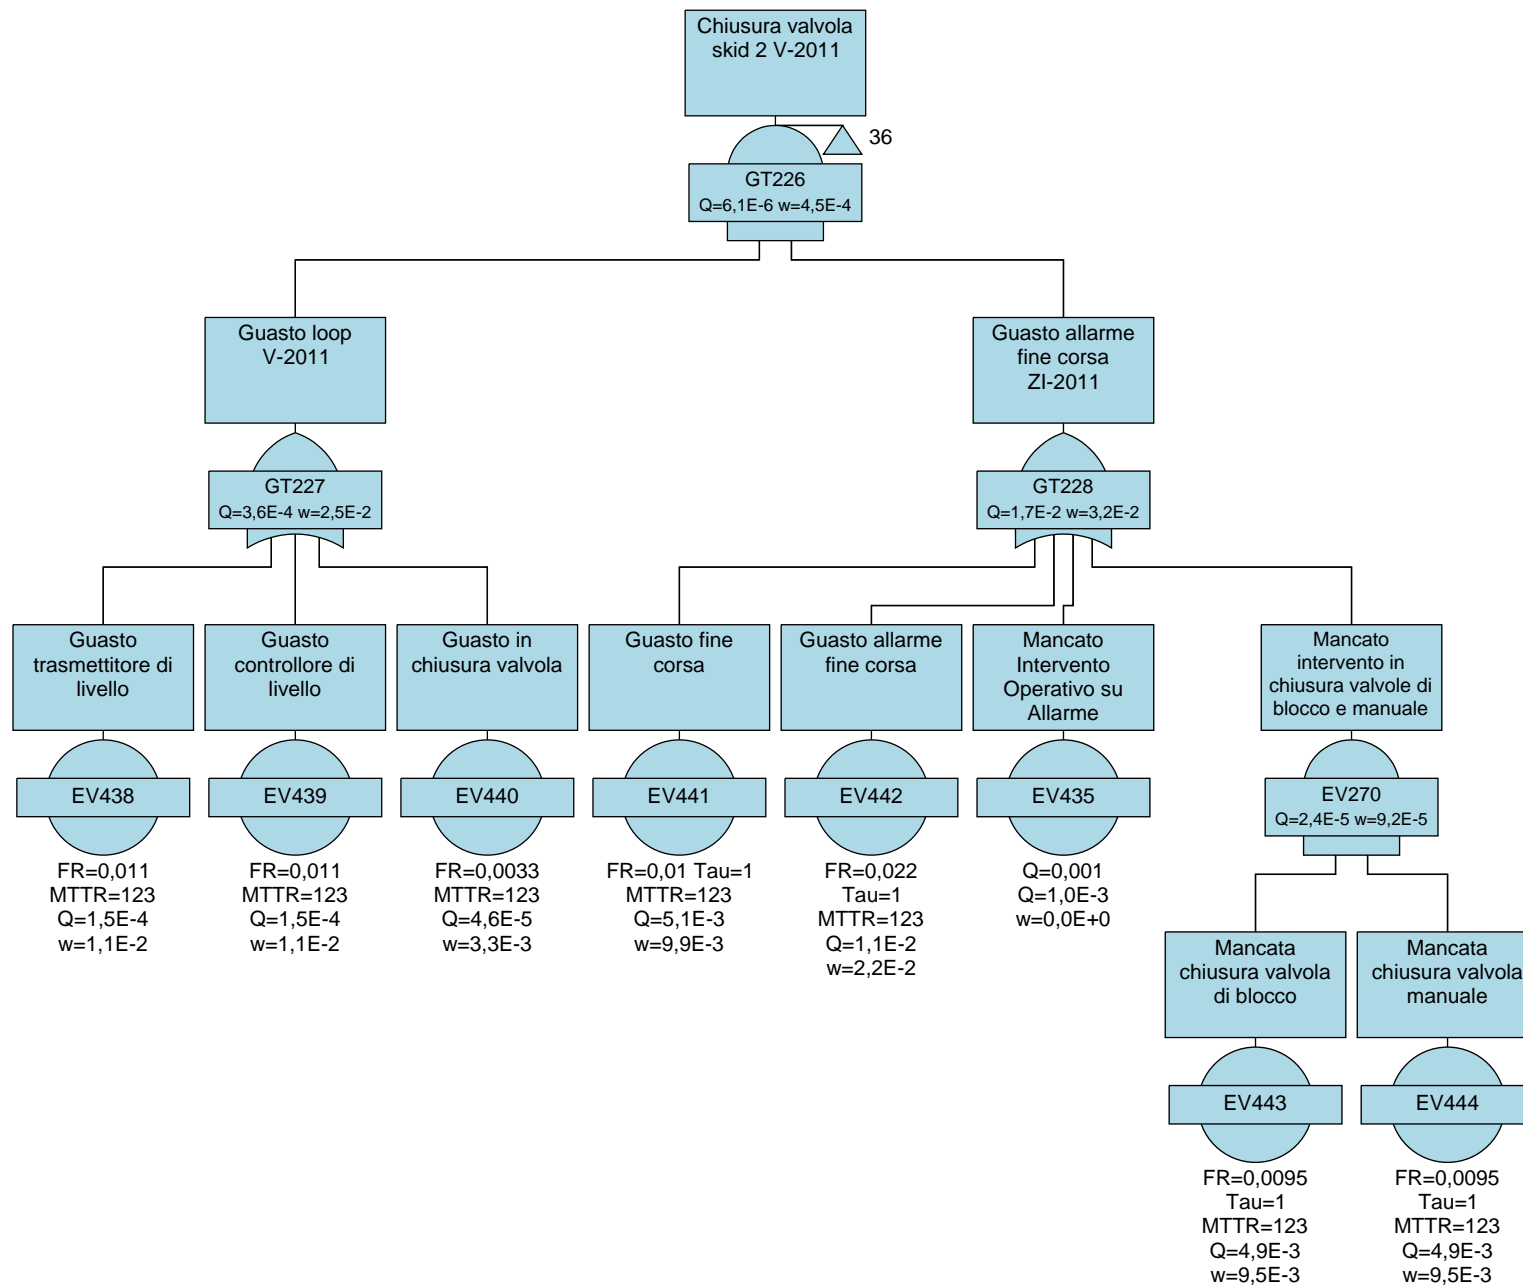 Chiusura valvola
skid 2 V-2011
36
GT226
Q=6,1E-6 w=4,5E-4
Guasto loop
V-2011
GT227
Q=3,6E-4 w=2,5E-2
Guasto allarme
fine corsa
ZI-2011
GT228
Q=1,7E-2 w=3,2E-2
Guasto
trasmettitore di
livello
EV438
FR=0,011
MTTR=123
Q=1,5E-4
w=1,1E-2
Guasto
controllore di
livello
EV439
FR=0,011
MTTR=123
Q=1,5E-4
w=1,1E-2
Guasto in
chiusura valvola
EV440
FR=0,0033
MTTR=123
Q=4,6E-5
w=3,3E-3
Guasto fine
corsa
EV441
FR=0,01 Tau=1
MTTR=123
Q=5,1E-3
w=9,9E-3
Guasto allarme
fine corsa
EV442
FR=0,022
Tau=1
MTTR=123
Q=1,1E-2
w=2,2E-2
Mancato
Intervento
Operativo su
Allarme
EV435
Q=0,001
Q=1,0E-3
w=0,0E+0
Mancato
intervento in
chiusura valvole di
blocco e manuale
EV270
Q=2,4E-5 w=9,2E-5
Mancata
chiusura valvola
di blocco
EV443
FR=0,0095
Tau=1
MTTR=123
Q=4,9E-3
w=9,5E-3
Mancata
chiusura valvola
manuale
EV444
FR=0,0095
Tau=1
MTTR=123
Q=4,9E-3
w=9,5E-3